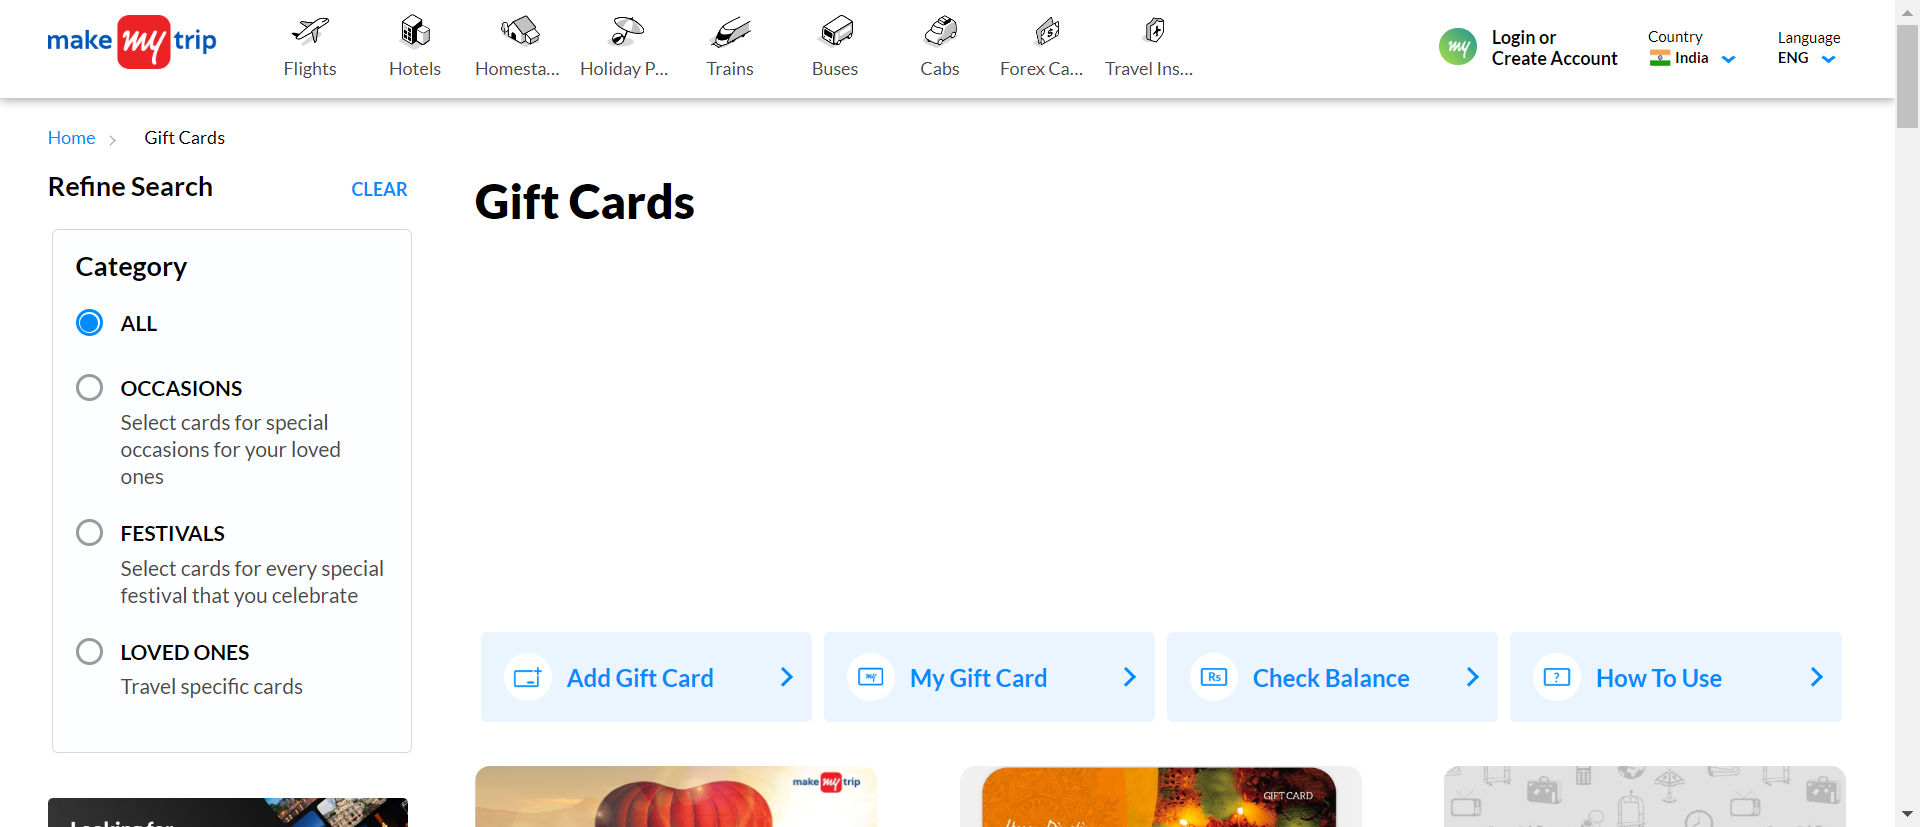 make my trip
Flights
Hotels
Homesta...
Holiday P...
Trains
Buses
Cabs
Forex Ca...
Travel Ins...
my
Login or
Create Account
Country
India
Language
ENG
Home
Gift Cards
Refine Search
CLEAR
Gift Cards
Category
ALL
OCCASIONS
Select cards for special
occasions for your loved
ones
FESTIVALS
Select cards for every special
festival that you celebrate
LOVED ONES
Travel specific cards
Add Gift Card
my
My Gift Card
Rs
Check Balance
?
How To Use
make my trip
GIFT CARD
Looking for